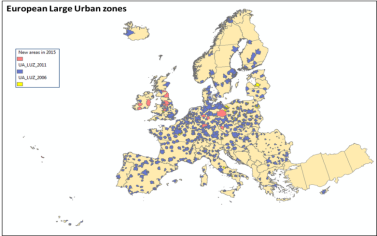 European Large Urban zones
New areas in 2015
UA_LUZ_2011
UA_LUZ_2006